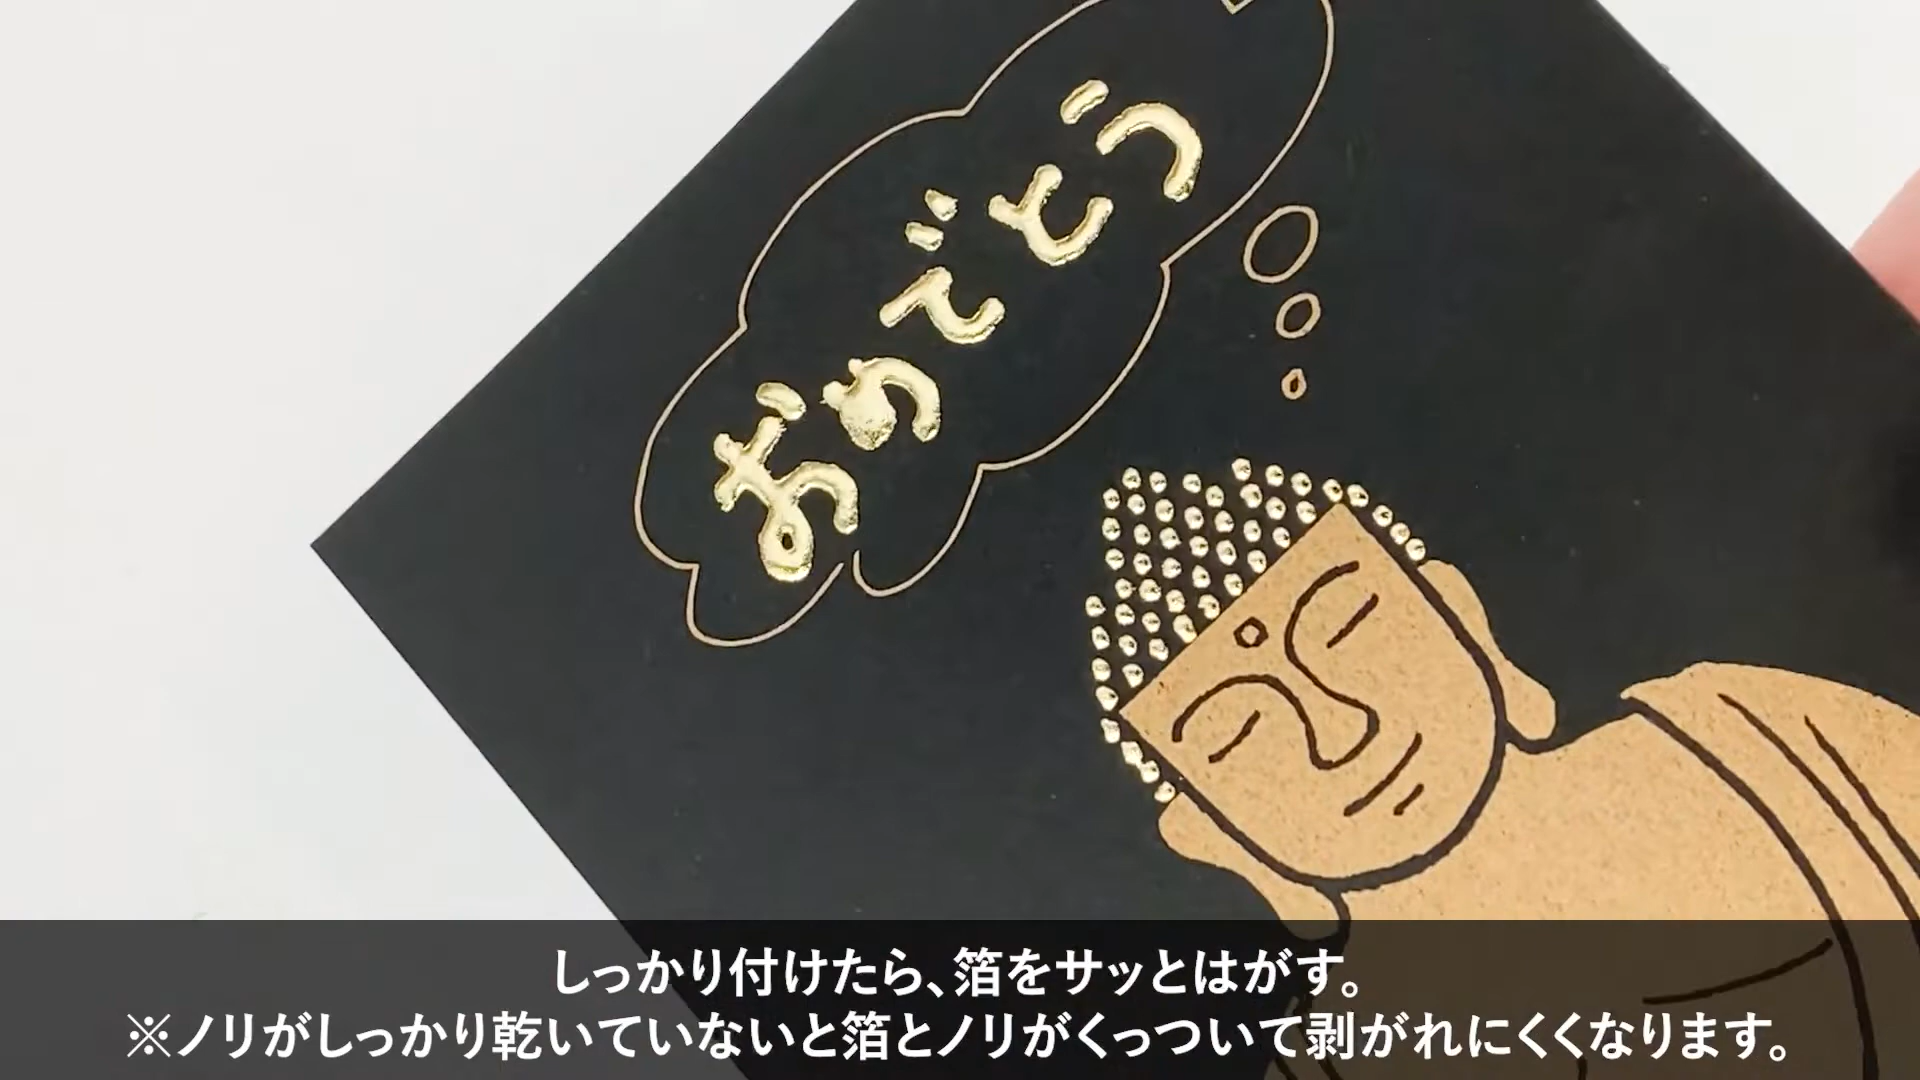 おめでとう
しっかり付けたら、箔をサッとはがす。
※ノリがしっかり乾いていないと箔とノリがくっついて剥がれにくくなります。